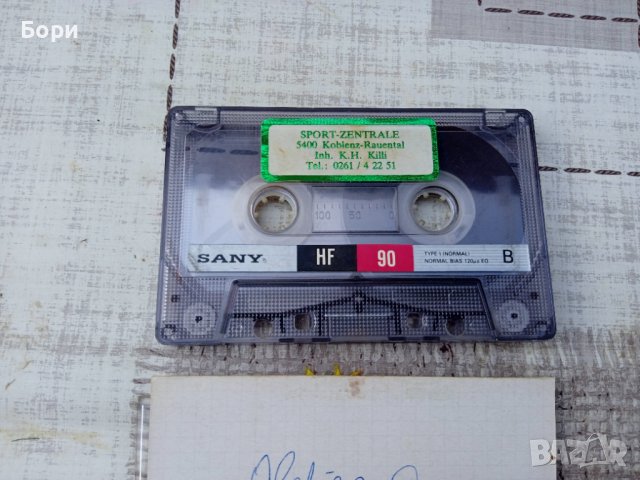 Бори
SPORT-ZENTRALE
5400 Koblenz-Rauental
Inh. K.H. Killi
Tel.: 0261 / 4 22 51
100 50 0
SANY HF 90 TYPE I (NORMAL) B
NORMAL BIAS 120µs EQ
BAZAR